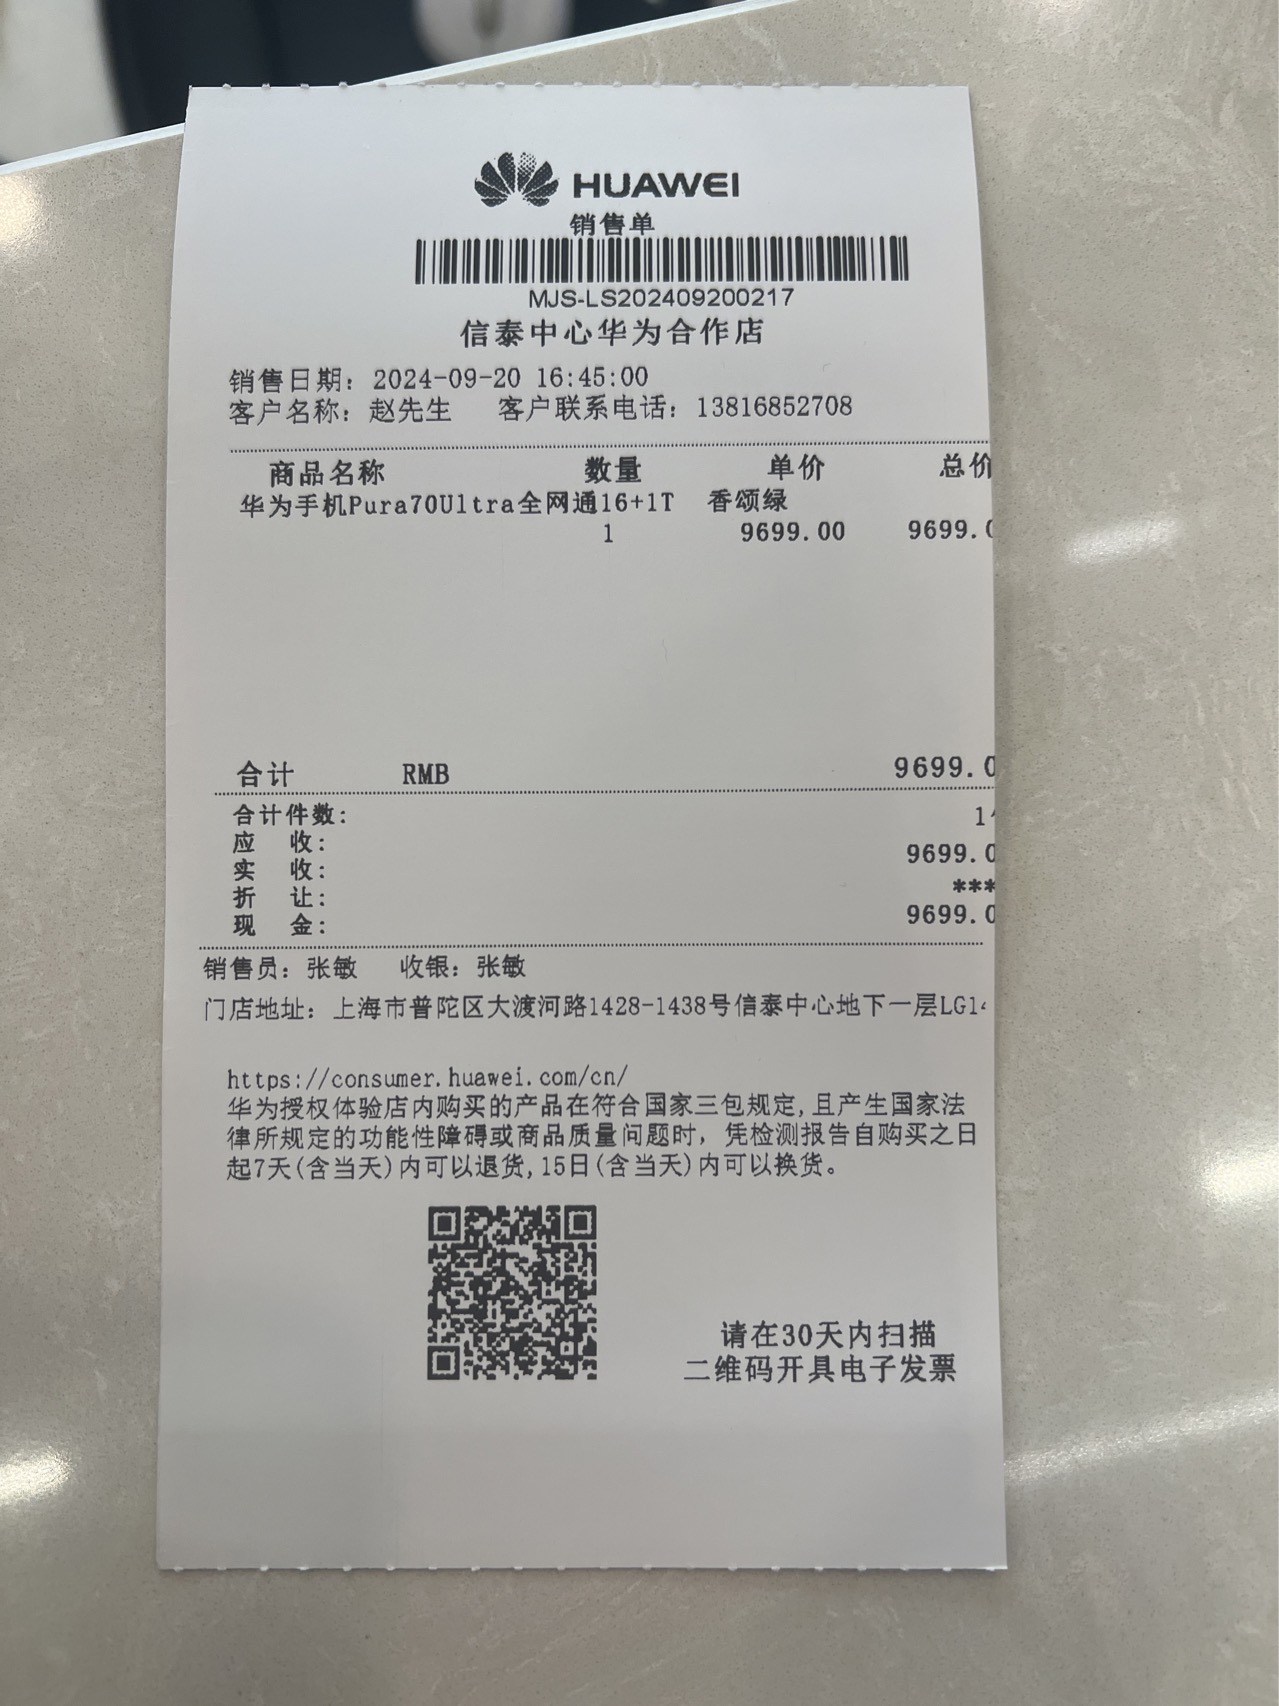 HUAWEI
销售单
MJS-LS202409200217
信泰中心华为合作店
销售日期：2024-09-20 16:45:00
客户名称：赵先生 客户联系电话：13816852708
商品名称 数量 单价 总价
华为手机Pura70Ultra全网通16+1T 香颂绿
1 9699.00 9699.0
合计 RMB 9699.0
合计件数： 1
应 收： 9699.0
实 收：
折 让： ***
现 金： 9699.0
销售员：张敏 收银：张敏
门店地址：上海市普陀区大渡河路1428-1438号信泰中心地下一层LG1
https://consumer.huawei.com/cn/
华为授权体验店内购买的产品在符合国家三包规定,且产生国家法
律所规定的功能性障碍或商品质量问题时，凭检测报告自购买之日
起7天(含当天)内可以退货,15日(含当天)内可以换货。
请在30天内扫描
二维码开具电子发票